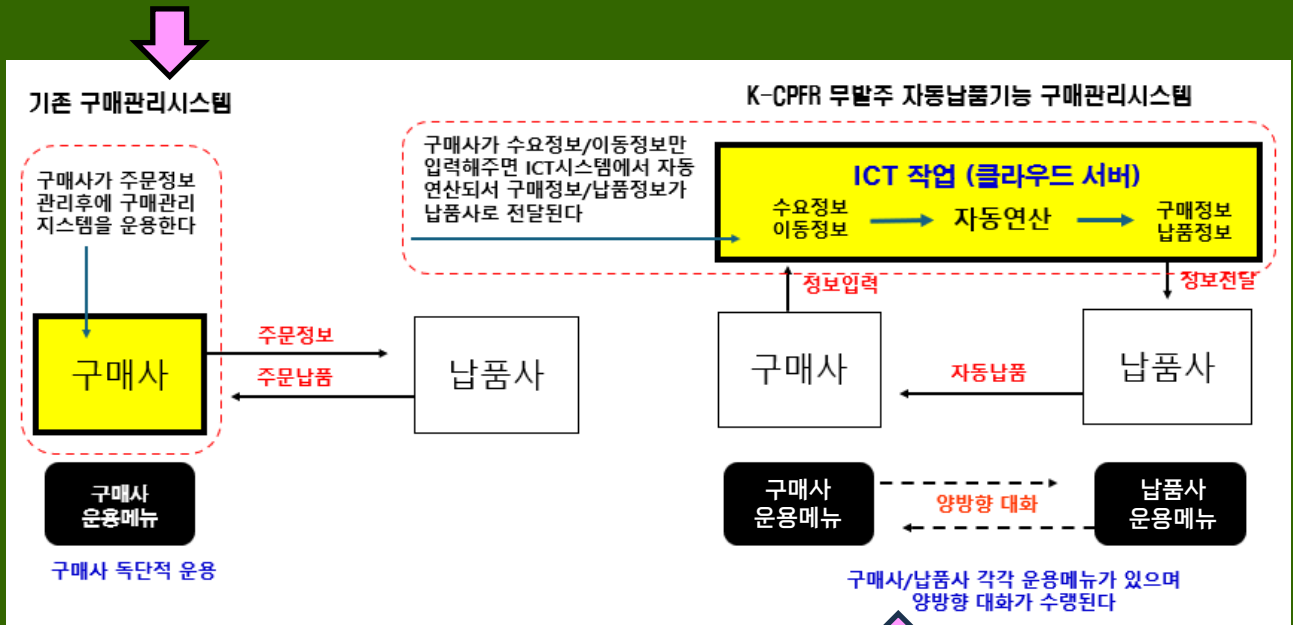 기존 구매관리시스템
구매사가 주문정보
관리후에 구매관리
지스템을 운용한다
구매사
주문정보
주문납품
납품사
구매사
운용메뉴
구매사 독단적 운용
K-CPFR 무발주 자동납품기능 구매관리시스템
구매사가 수요정보/이동정보만
입력해주면 ICT시스템에서 자동
연산되서 구매정보/납품정보가
납품사로 전달된다
ICT 작업 (클라우드 서버)
수요정보
이동정보
자동연산
구매정보
납품정보
정보입력
정보전달
구매사
자동납품
납품사
구매사
운용메뉴
양방향 대화
납품사
운용메뉴
구매사/납품사 각각 운용메뉴가 있으며
양방향 대화가 수렝된다